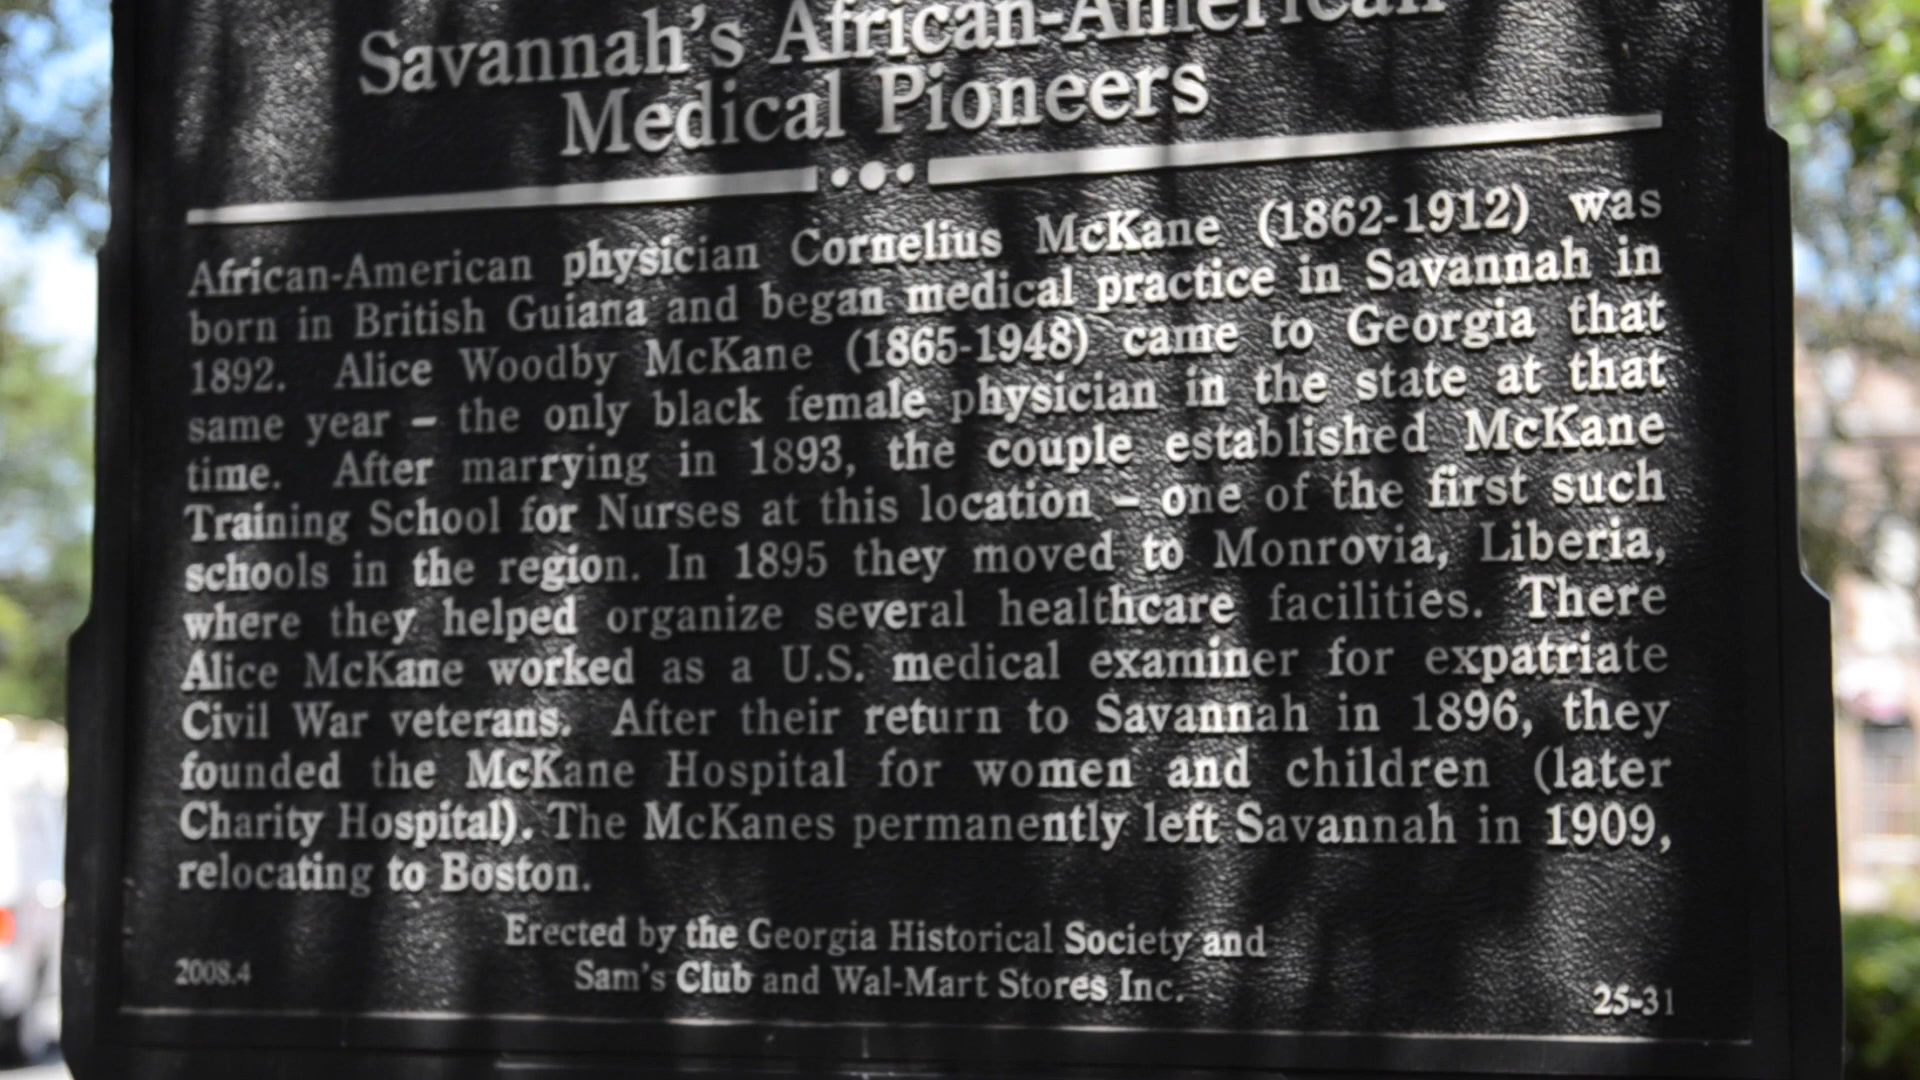 Savannah's African-American
Medical Pioneers
African-American physician Cornelius McKane (1862-1912) was
born in British Guiana and began medical practice in Savannah in
1892. Alice Woodby McKane (1865-1948) came to Georgia that
same year – the only black female physician in the state at that
time. After marrying in 1893, the couple established McKane
Training School for Nurses at this location – one of the first such
schools in the region. In 1895 they moved to Monrovia, Liberia,
where they helped organize several healthcare facilities. There
Alice McKane worked as a U.S. medical examiner for expatriate
Civil War veterans. After their return to Savannah in 1896, they
founded the McKane Hospital for women and children (later
Charity Hospital). The McKanes permanently left Savannah in 1909,
relocating to Boston.
Erected by the Georgia Historical Society and
Sam's Club and Wal-Mart Stores Inc.
2008.4
25-31